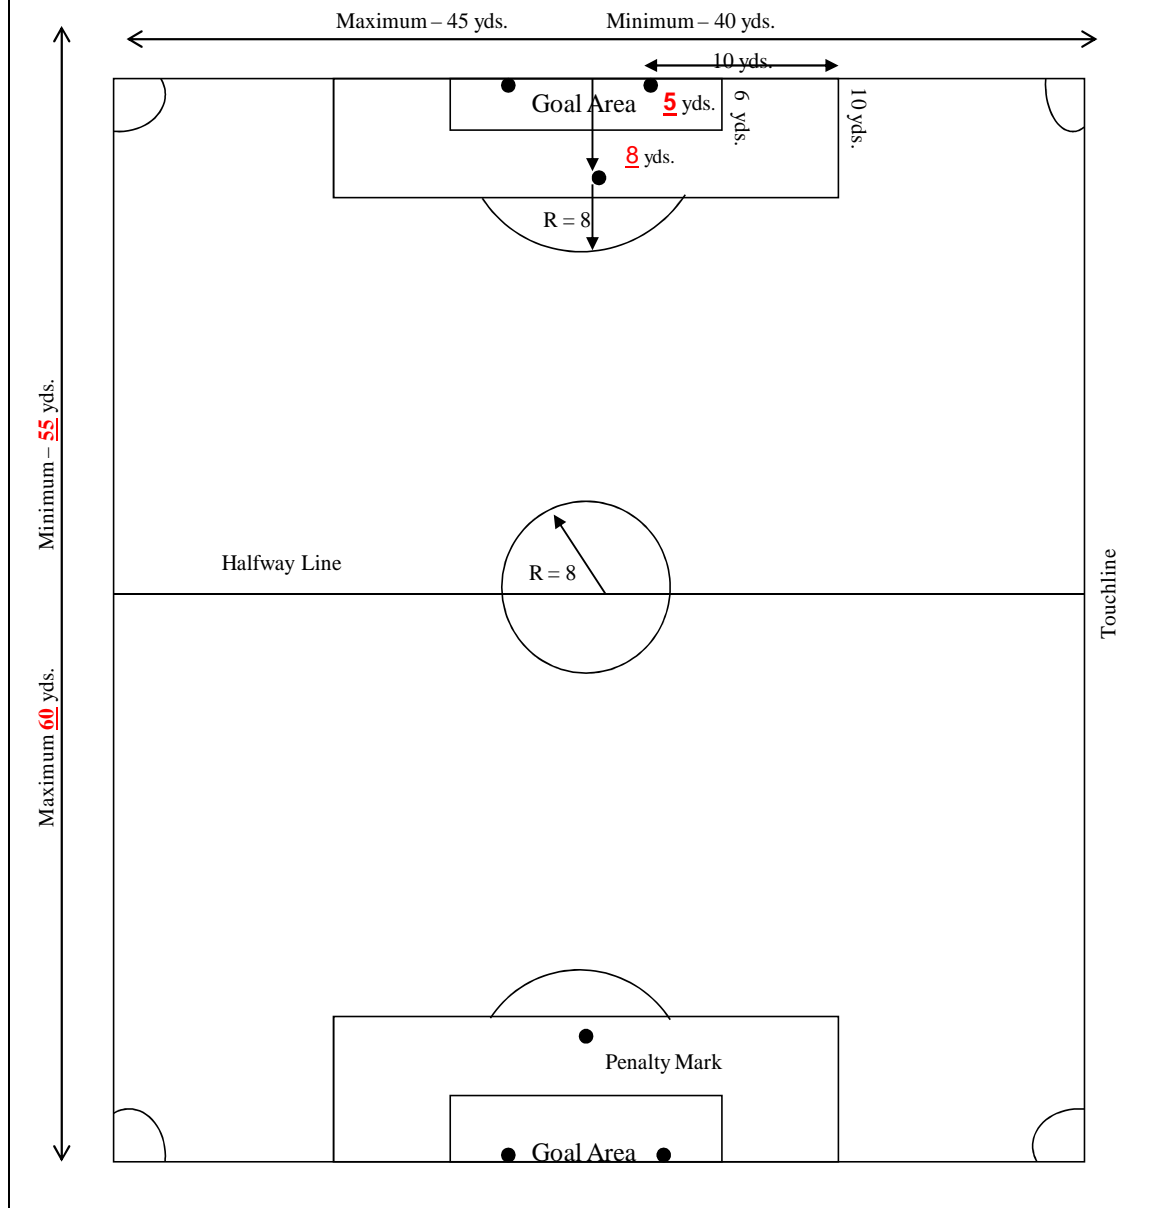 Maximum – 45 yds. Minimum – 40 yds.
10 yds.
Goal Area 5 yds.
6 yds.
10 yds.
8 yds.
R = 8
Minimum – 55 yds.
Halfway Line
R = 8
Touchline
Maximum 60 yds.
Penalty Mark
Goal Area